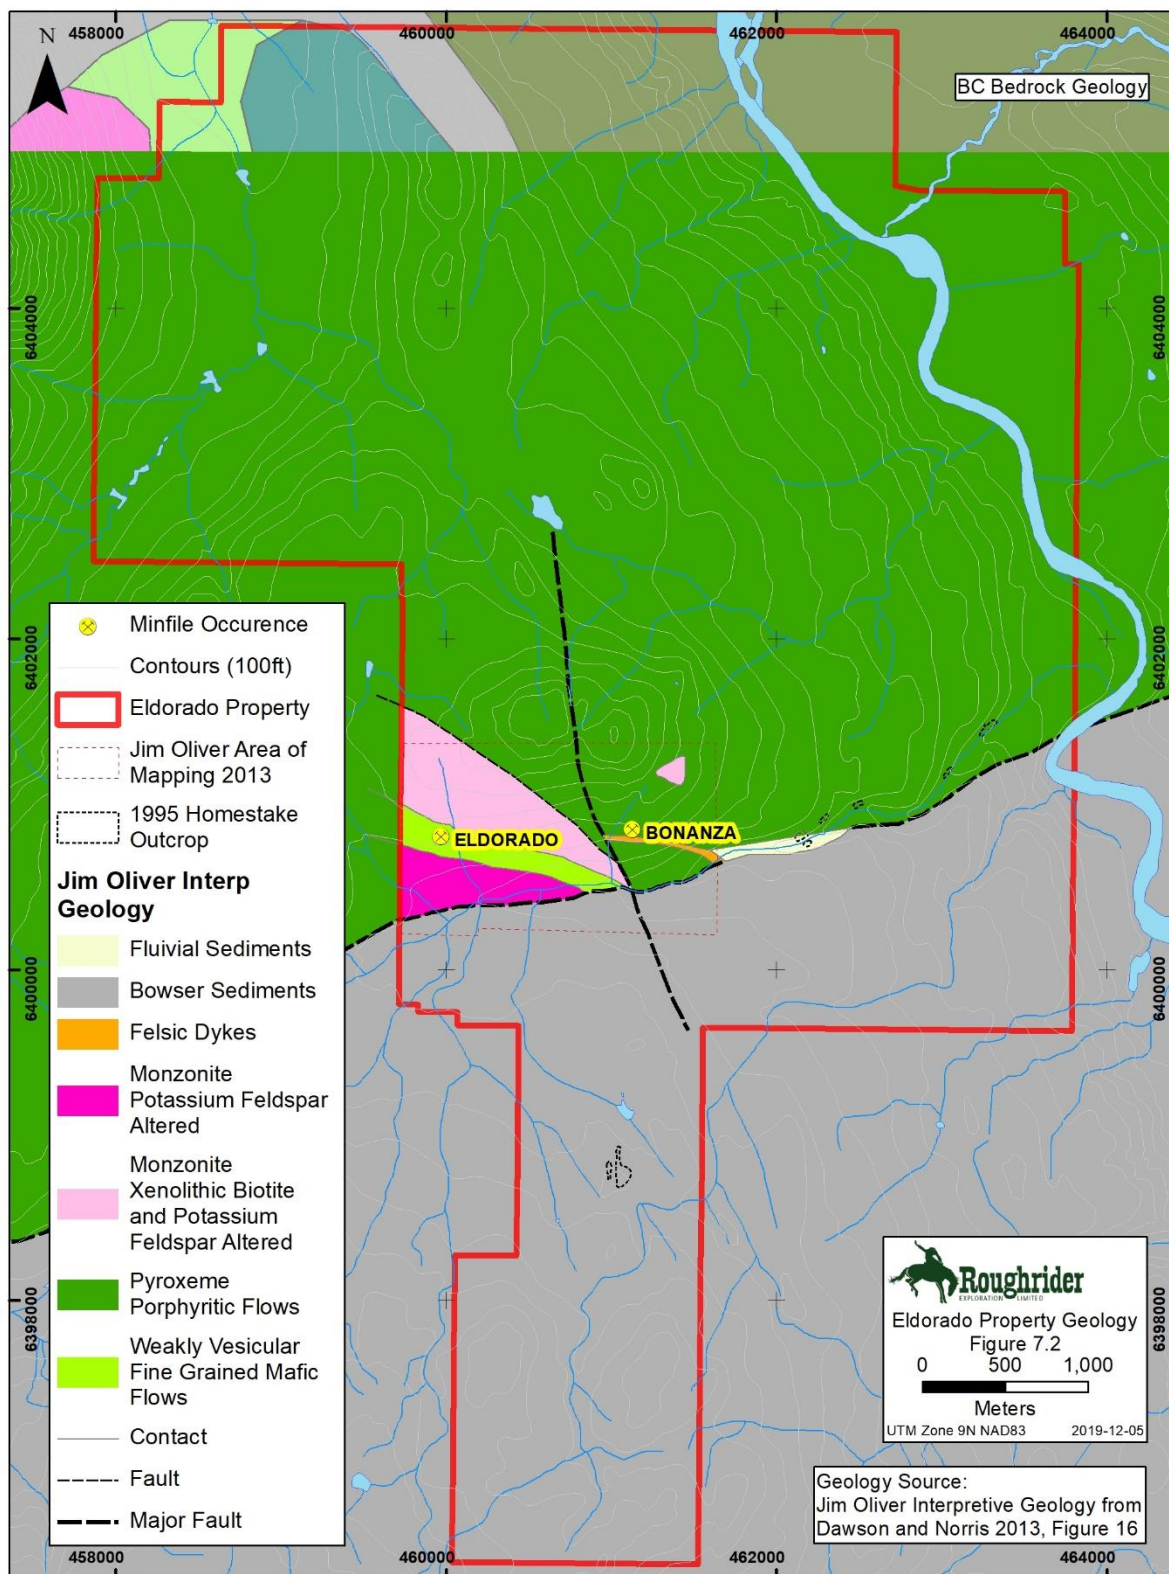 458000
460000
462000
464000
N
BC Bedrock Geology
6404000
6404000
6402000
6402000
Minfile Occurence
Contours (100ft)
Eldorado Property
Jim Oliver Area of
Mapping 2013
1995 Homestake
Outcrop
ELDORADO
BONANZA
Jim Oliver Interp
Geology
Fluvial Sediments
Bowser Sediments
Felsic Dykes
Monzonite
Potassium Feldspar
Altered
Monzonite
Xenolithic Biotite
and Potassium
Feldspar Altered
Pyroxeme
Porphyritic Flows
Weakly Vesicular
Fine Grained Mafic
Flows
Contact
Fault
Major Fault
6400000
6400000
6398000
6398000
Roughrider
EXPLORATION LIMITED
Eldorado Property Geology
Figure 7.2
0 500 1,000
Meters
UTM Zone 9N NAD83 2019-12-05
Geology Source:
Jim Oliver Interpretive Geology from
Dawson and Norris 2013, Figure 16
458000
460000
462000
464000